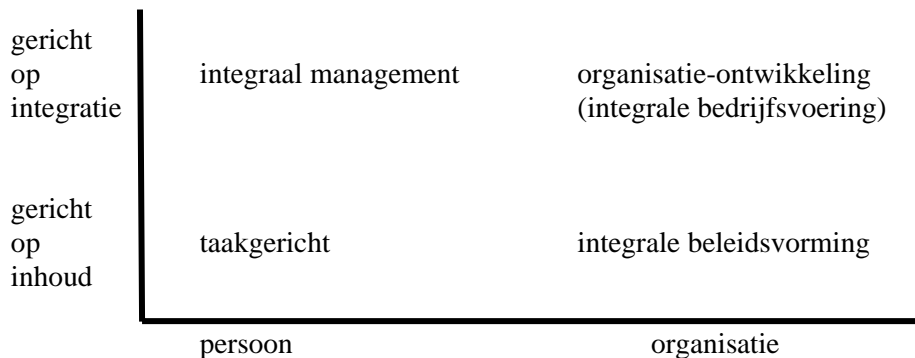 gericht
op
integratie
integraal management
organisatie-ontwikkeling
(integrale bedrijfsvoering)
gericht
op
inhoud
taakgericht
integrale beleidsvorming
persoon
organisatie